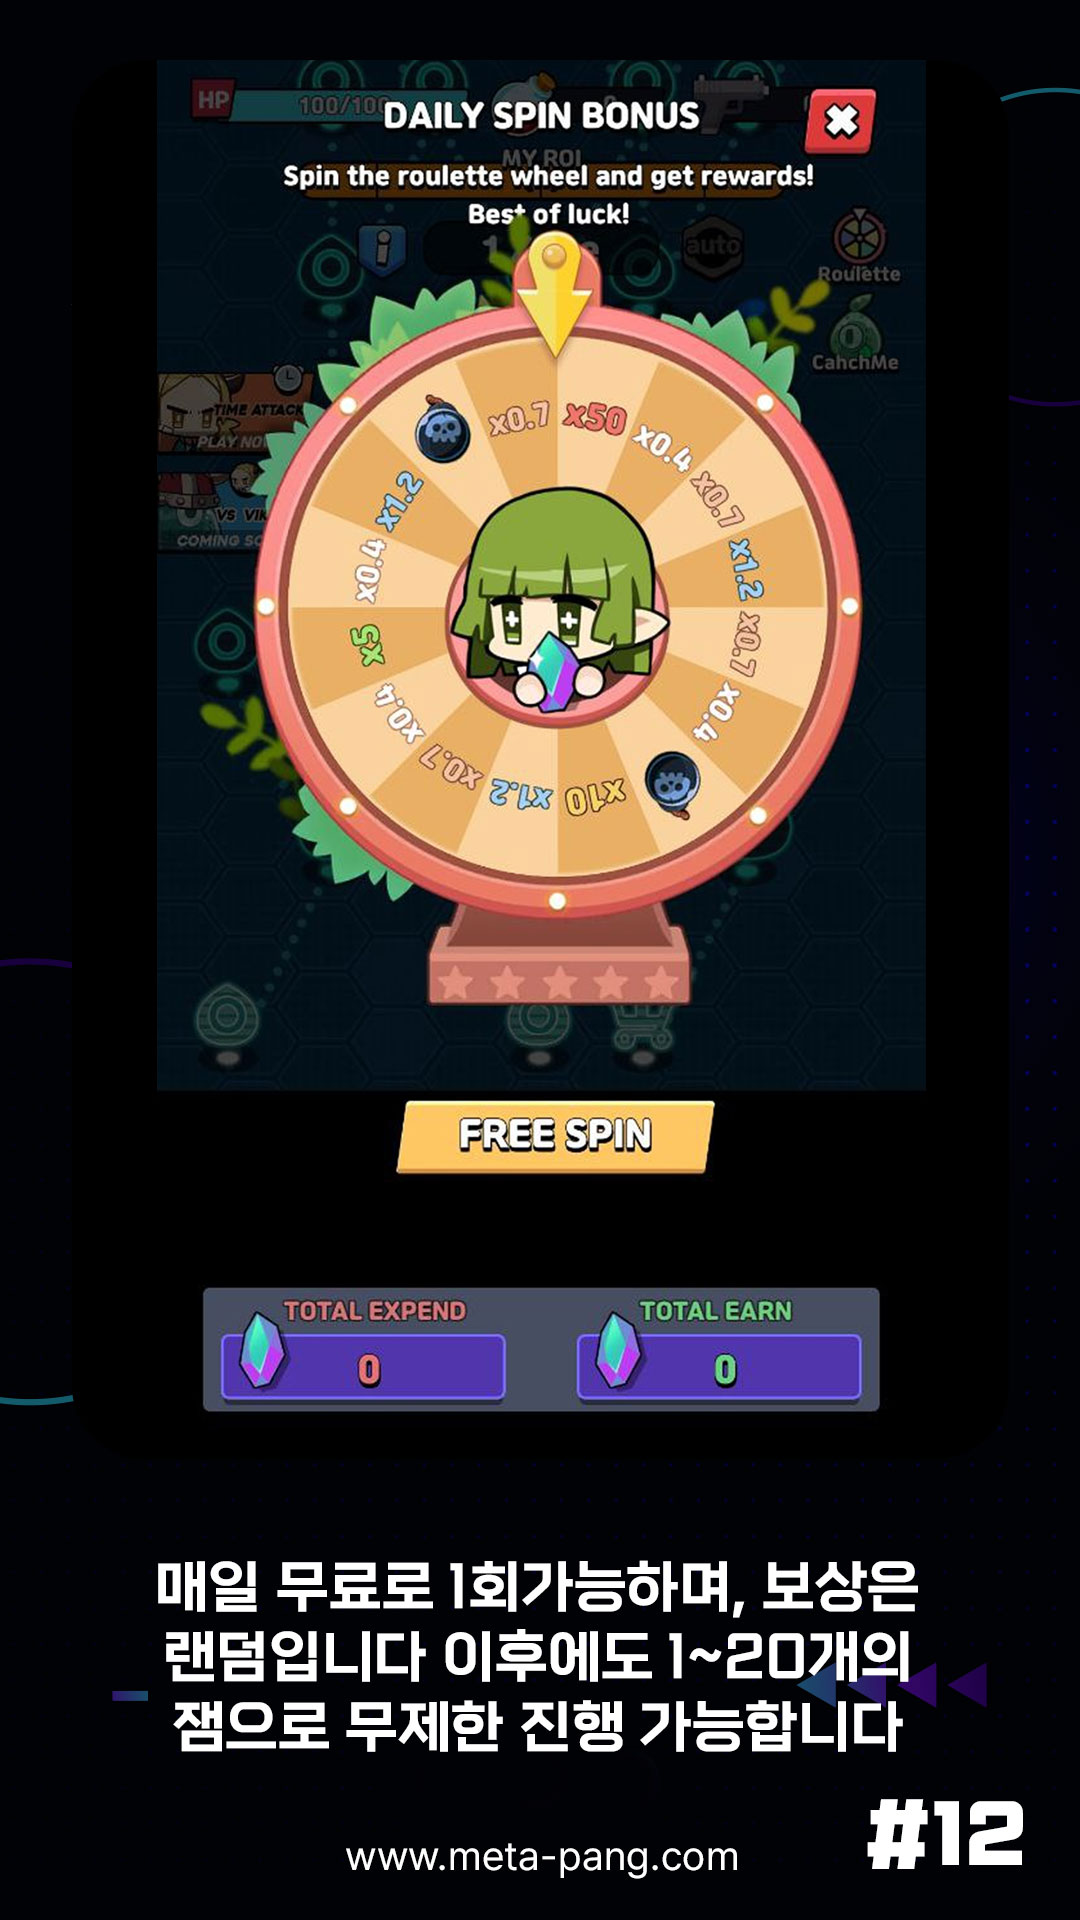 HP
100/100
DAILY SPIN BONUS
MY ROI
Spin the roulette wheel and get rewards!
Best of luck!
auto
Roulette
0
CahchMe
TIME ATTACK
PLAY NO
VS VIK
COMING SO
x0.7
x50
x0.4
x0.7
x1.2
x0.7
x0.4
x10
x1.2
x0.7
x0.4
x5
x0.4
x1.2
FREE SPIN
TOTAL EXPEND
TOTAL EARN
0
0
매일 무료로 1회가능하며, 보상은
랜덤입니다 이후에도 1~20개의
잼으로 무제한 진행 가능합니다
#12
www.meta-pang.com